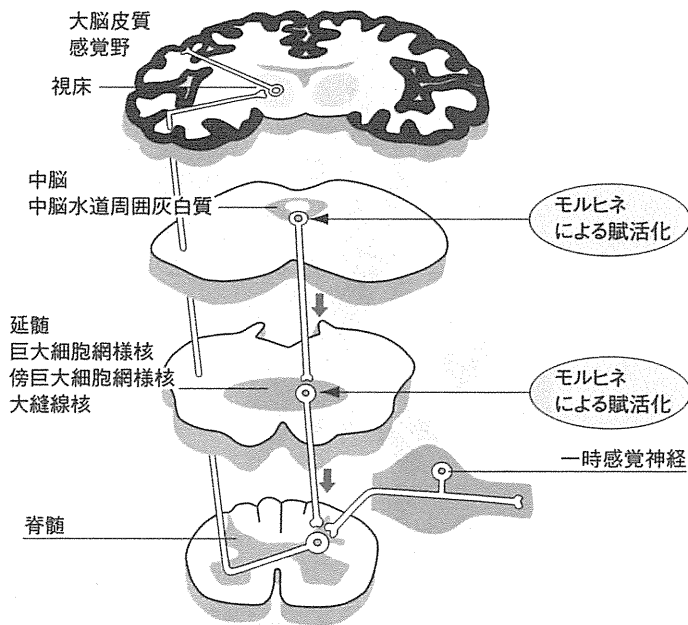 大脳皮質
感覚野
視床
中脳
中脳水道周囲灰白質
モルヒネ
による賦活化
延髄
巨大細胞網様核
傍巨大細胞網様核
大縫線核
モルヒネ
による賦活化
一時感覚神経
脊髄